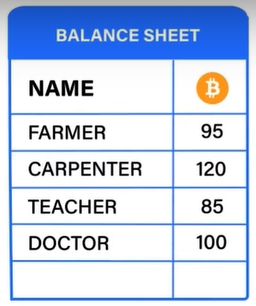 BALANCE SHEET
NAME ₿
FARMER 95
CARPENTER 120
TEACHER 85
DOCTOR 100